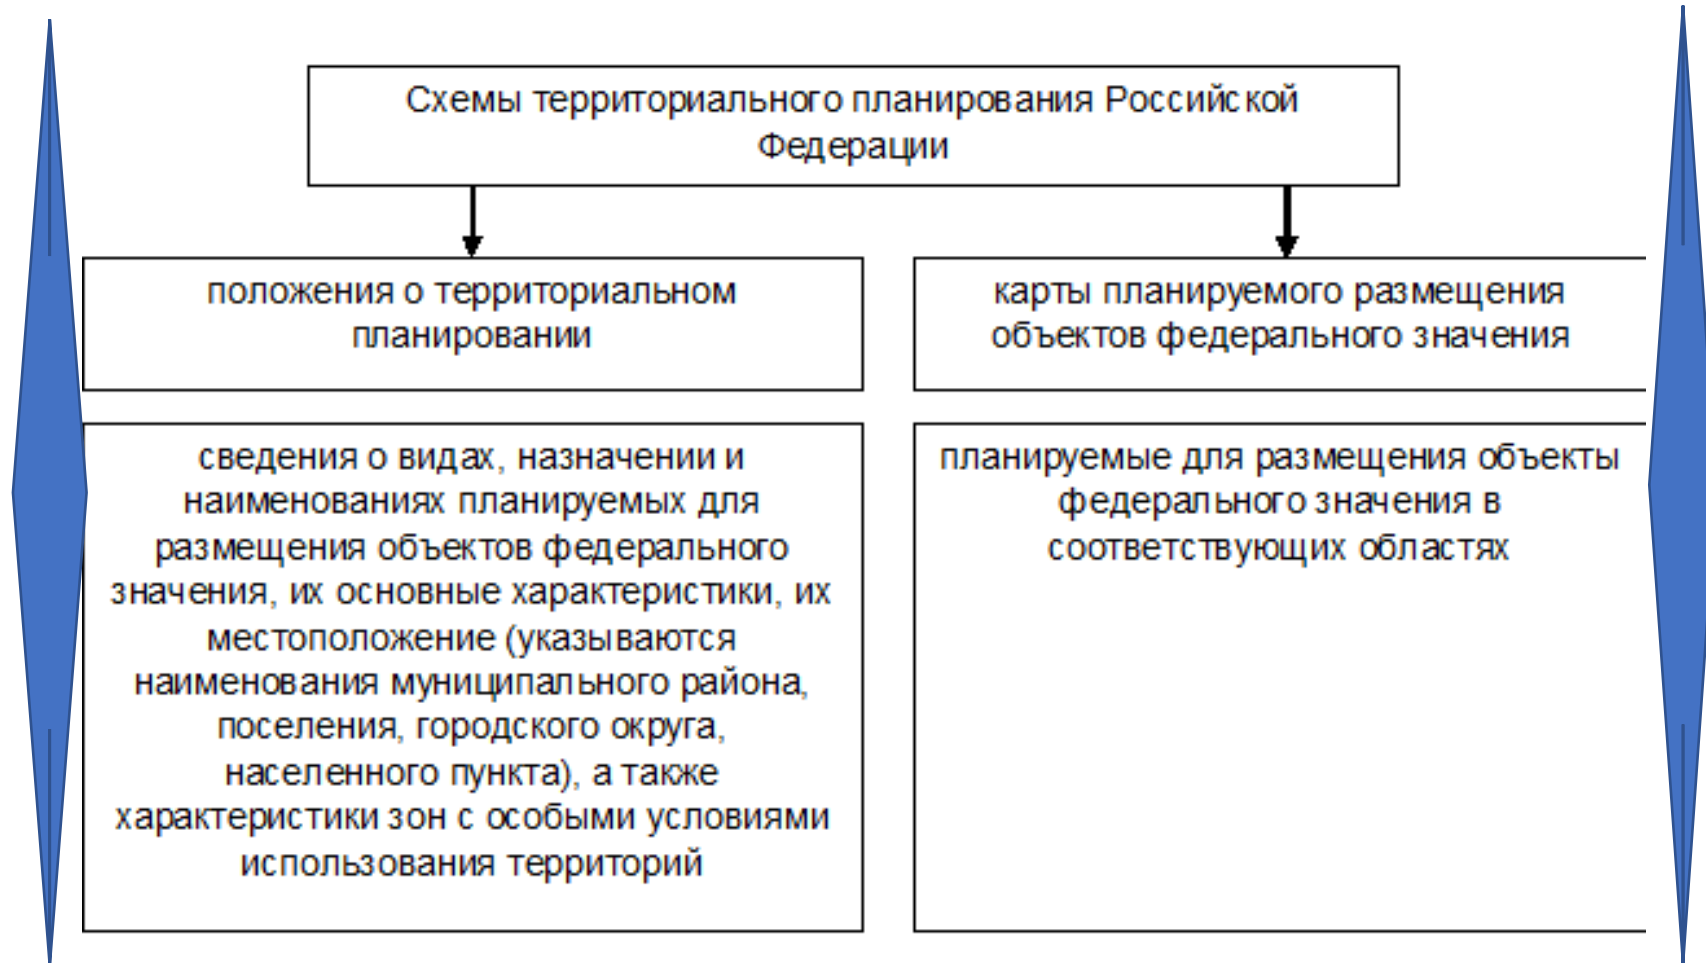 Схемы территориального планирования Российской
Федерации
положения о территориальном
планировании
карты планируемого размещения
объектов федерального значения
сведения о видах, назначении и
наименованиях планируемых для
размещения объектов федерального
значения, их основные характеристики, их
местоположение (указываются
наименования муниципального района,
поселения, городского округа,
населенного пункта), а также
характеристики зон с особыми условиями
использования территорий
планируемые для размещения объекты
федерального значения в
соответствующих областях